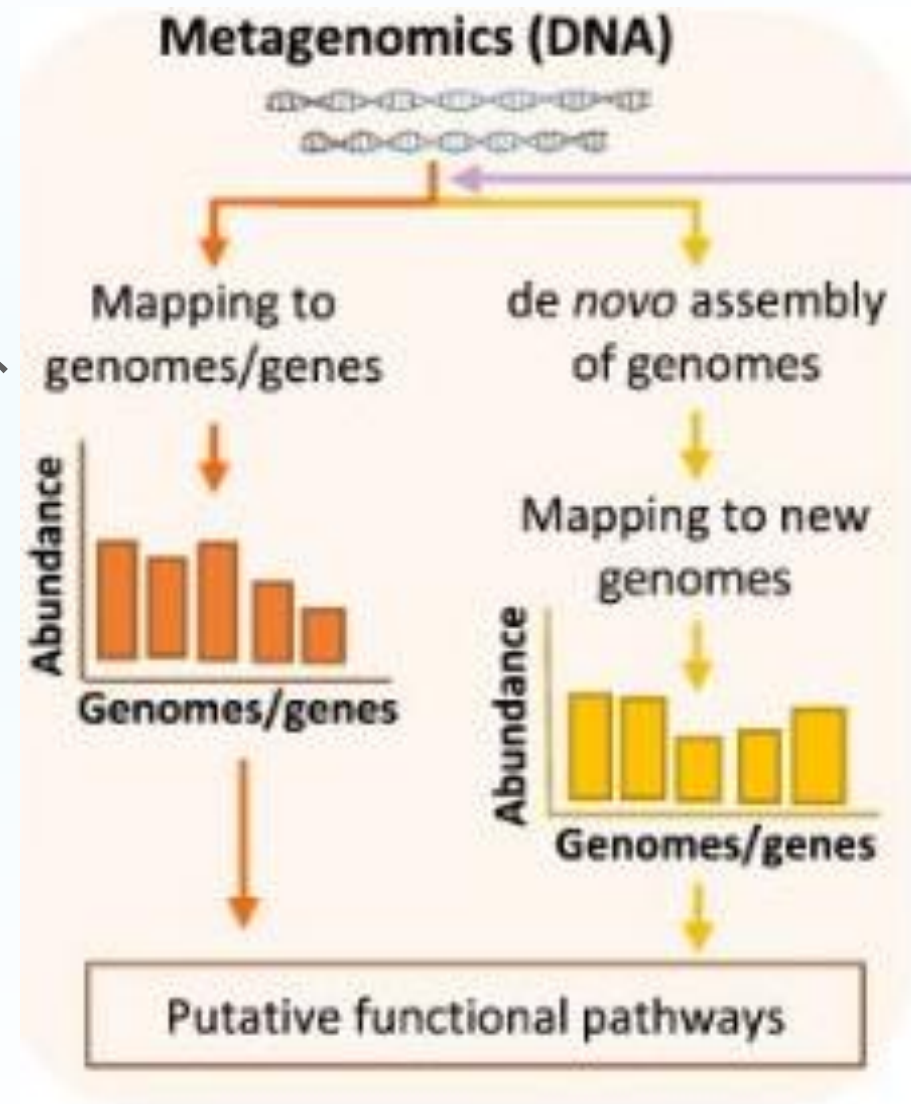 Metagenomics (DNA)
Mapping to
genomes/genes
Abundance
Genomes/genes
de novo assembly
of genomes
Mapping to new
genomes
Abundance
Genomes/genes
Putative functional pathways